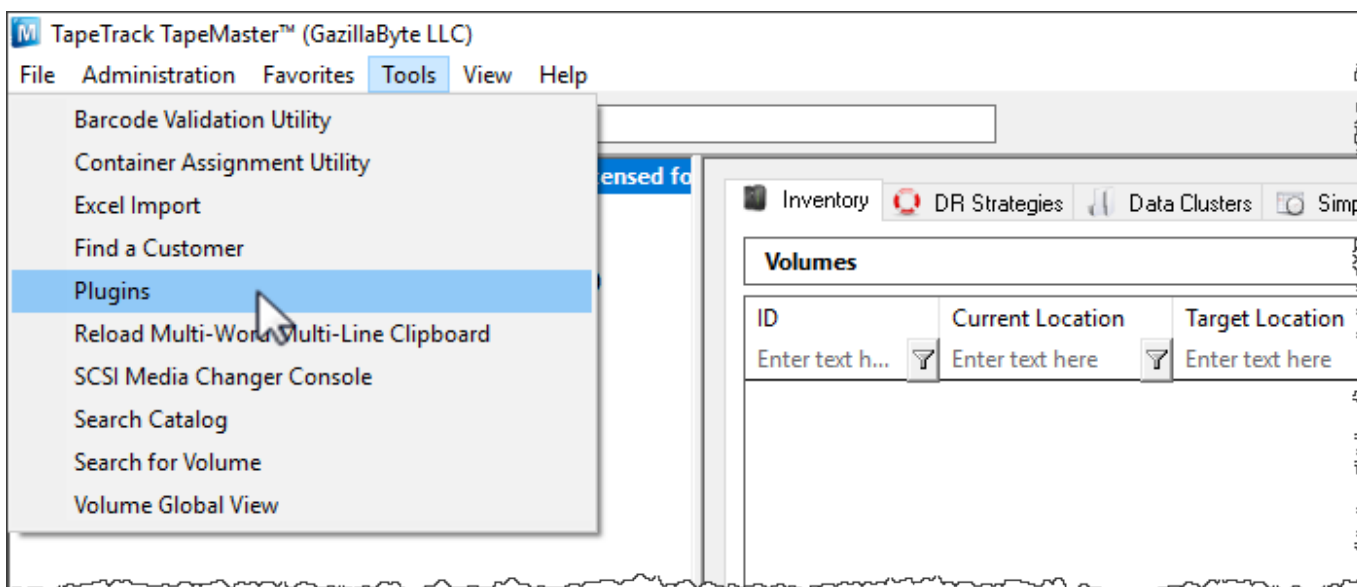 TapeTrack TapeMaster™ (GazillaByte LLC)
File Administration Favorites Tools View Help
Barcode Validation Utility
Container Assignment Utility
Excel Import
Find a Customer
Plugins
Reload Multi-Word Multi-Line Clipboard
SCSI Media Changer Console
Search Catalog
Search for Volume
Volume Global View
ensed fo
Inventory DR Strategies Data Clusters Simp
Volumes
ID Current Location Target Location
Enter text h... Enter text here Enter text here